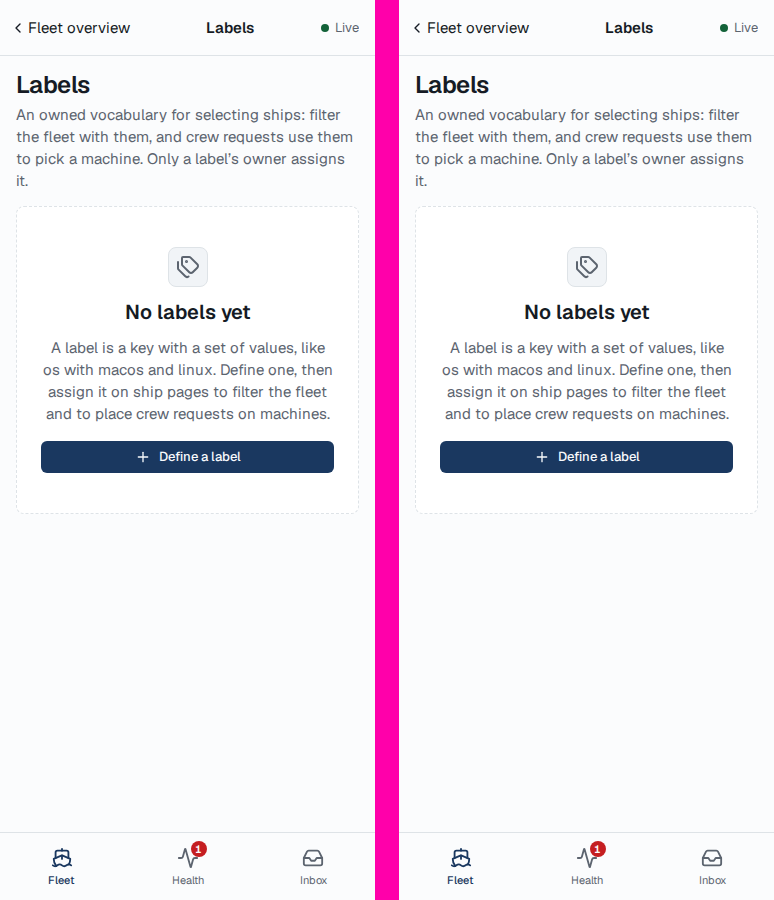 Fleet overview
Labels
Live
Labels
An owned vocabulary for selecting ships: filter
the fleet with them, and crew requests use them
to pick a machine. Only a label’s owner assigns
it.
No labels yet
A label is a key with a set of values, like
os with macos and linux. Define one, then
assign it on ship pages to filter the fleet
and to place crew requests on machines.
Define a label
Fleet
1
Health
Inbox
Fleet overview
Labels
Live
Labels
An owned vocabulary for selecting ships: filter
the fleet with them, and crew requests use them
to pick a machine. Only a label’s owner assigns
it.
No labels yet
A label is a key with a set of values, like
os with macos and linux. Define one, then
assign it on ship pages to filter the fleet
and to place crew requests on machines.
Define a label
Fleet
1
Health
Inbox